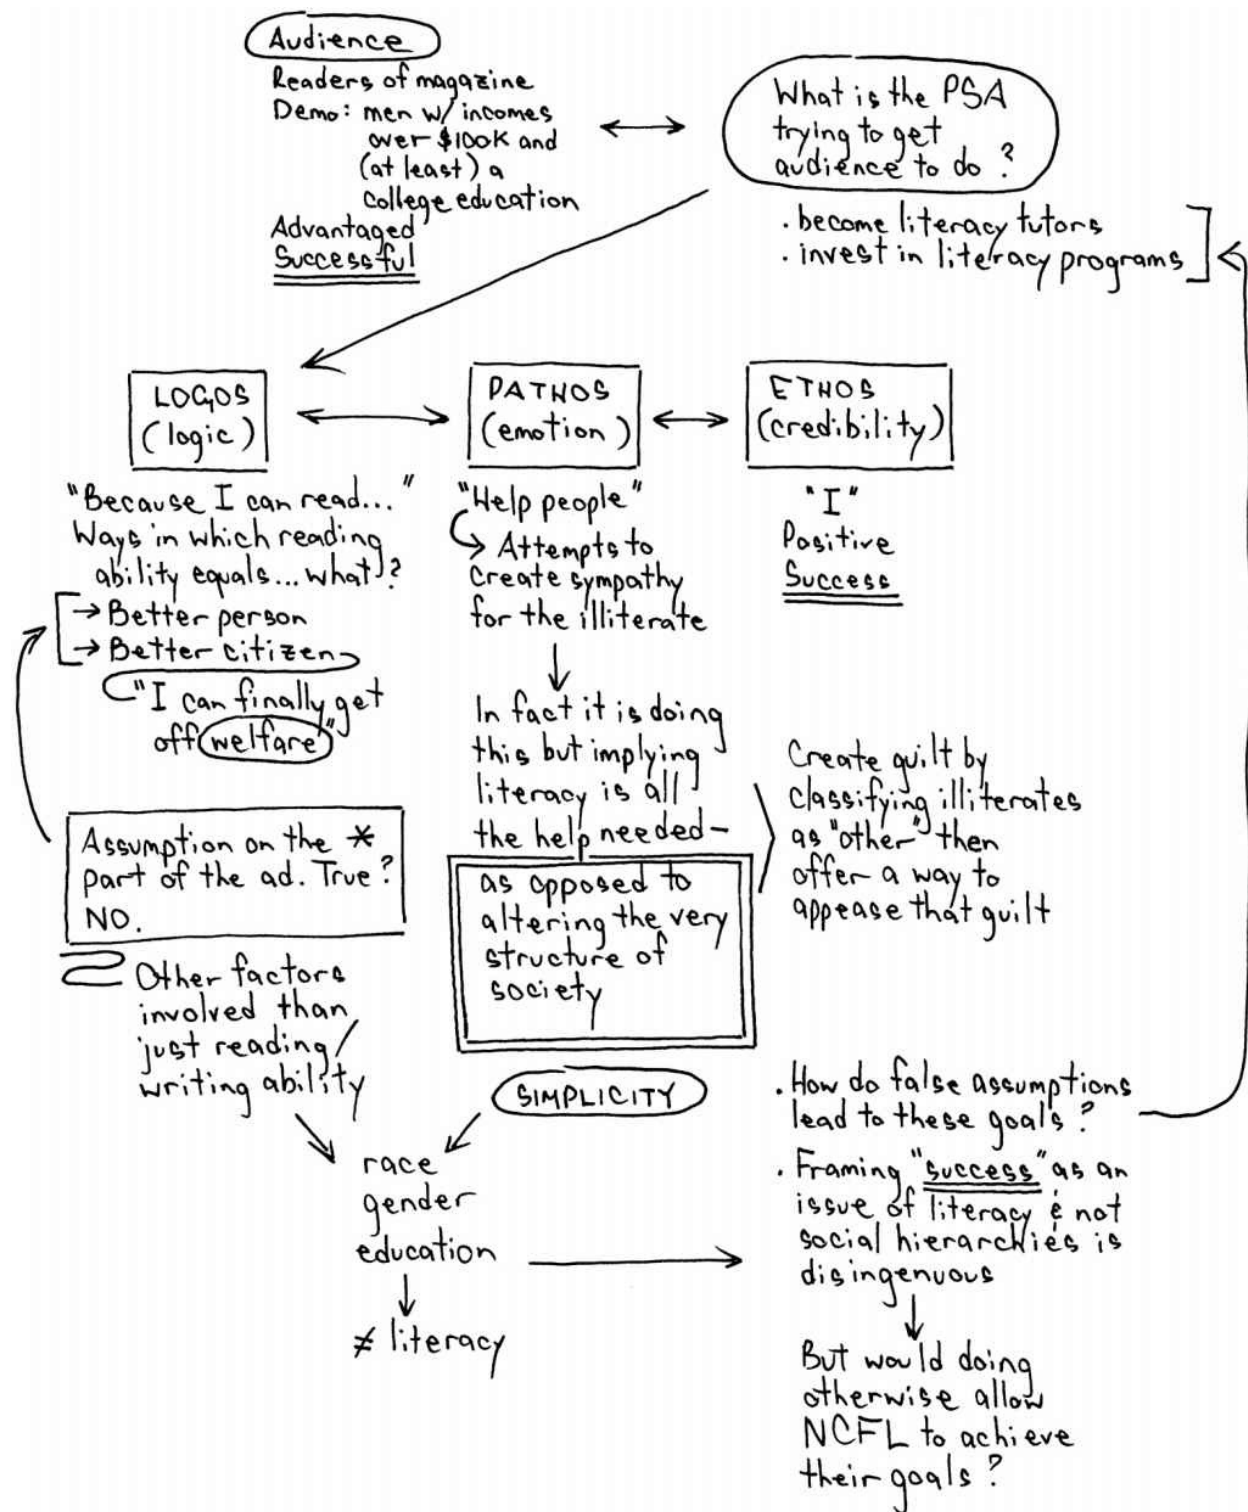 Audience
Readers of magazine
Demo: men w/ incomes
over $100K and
(at least) a
college education
Advantaged
Successful
What is the PSA
trying to get
audience to do?
. become literacy tutors
. invest in literacy programs
LOGOS
(logic)
"Because I can read..."
Ways in which reading
ability equals... what?
→ Better person
→ Better citizen
"I can finally get
off welfare"
Assumption on the *
part of the ad. True?
NO.
Other factors
involved than
just reading/
writing ability
PATHOS
(emotion)
"Help people"
Attempts to
create sympathy
for the illiterate
In fact it is doing
this but implying
literacy is all
the help needed-
as opposed to
altering the very
structure of
society
SIMPLICITY
ETHOS
(credibility)
"I"
Positive
Success
Create guilt by
classifying illiterates
as "other" then
offer a way to
appease that guilt
race
gender
education
≠ literacy
. How do false assumptions
lead to these goals?
. Framing "success" as an
issue of literacy & not
social hierarchies is
disingenuous
But would doing
otherwise allow
NCFL to achieve
their goals?